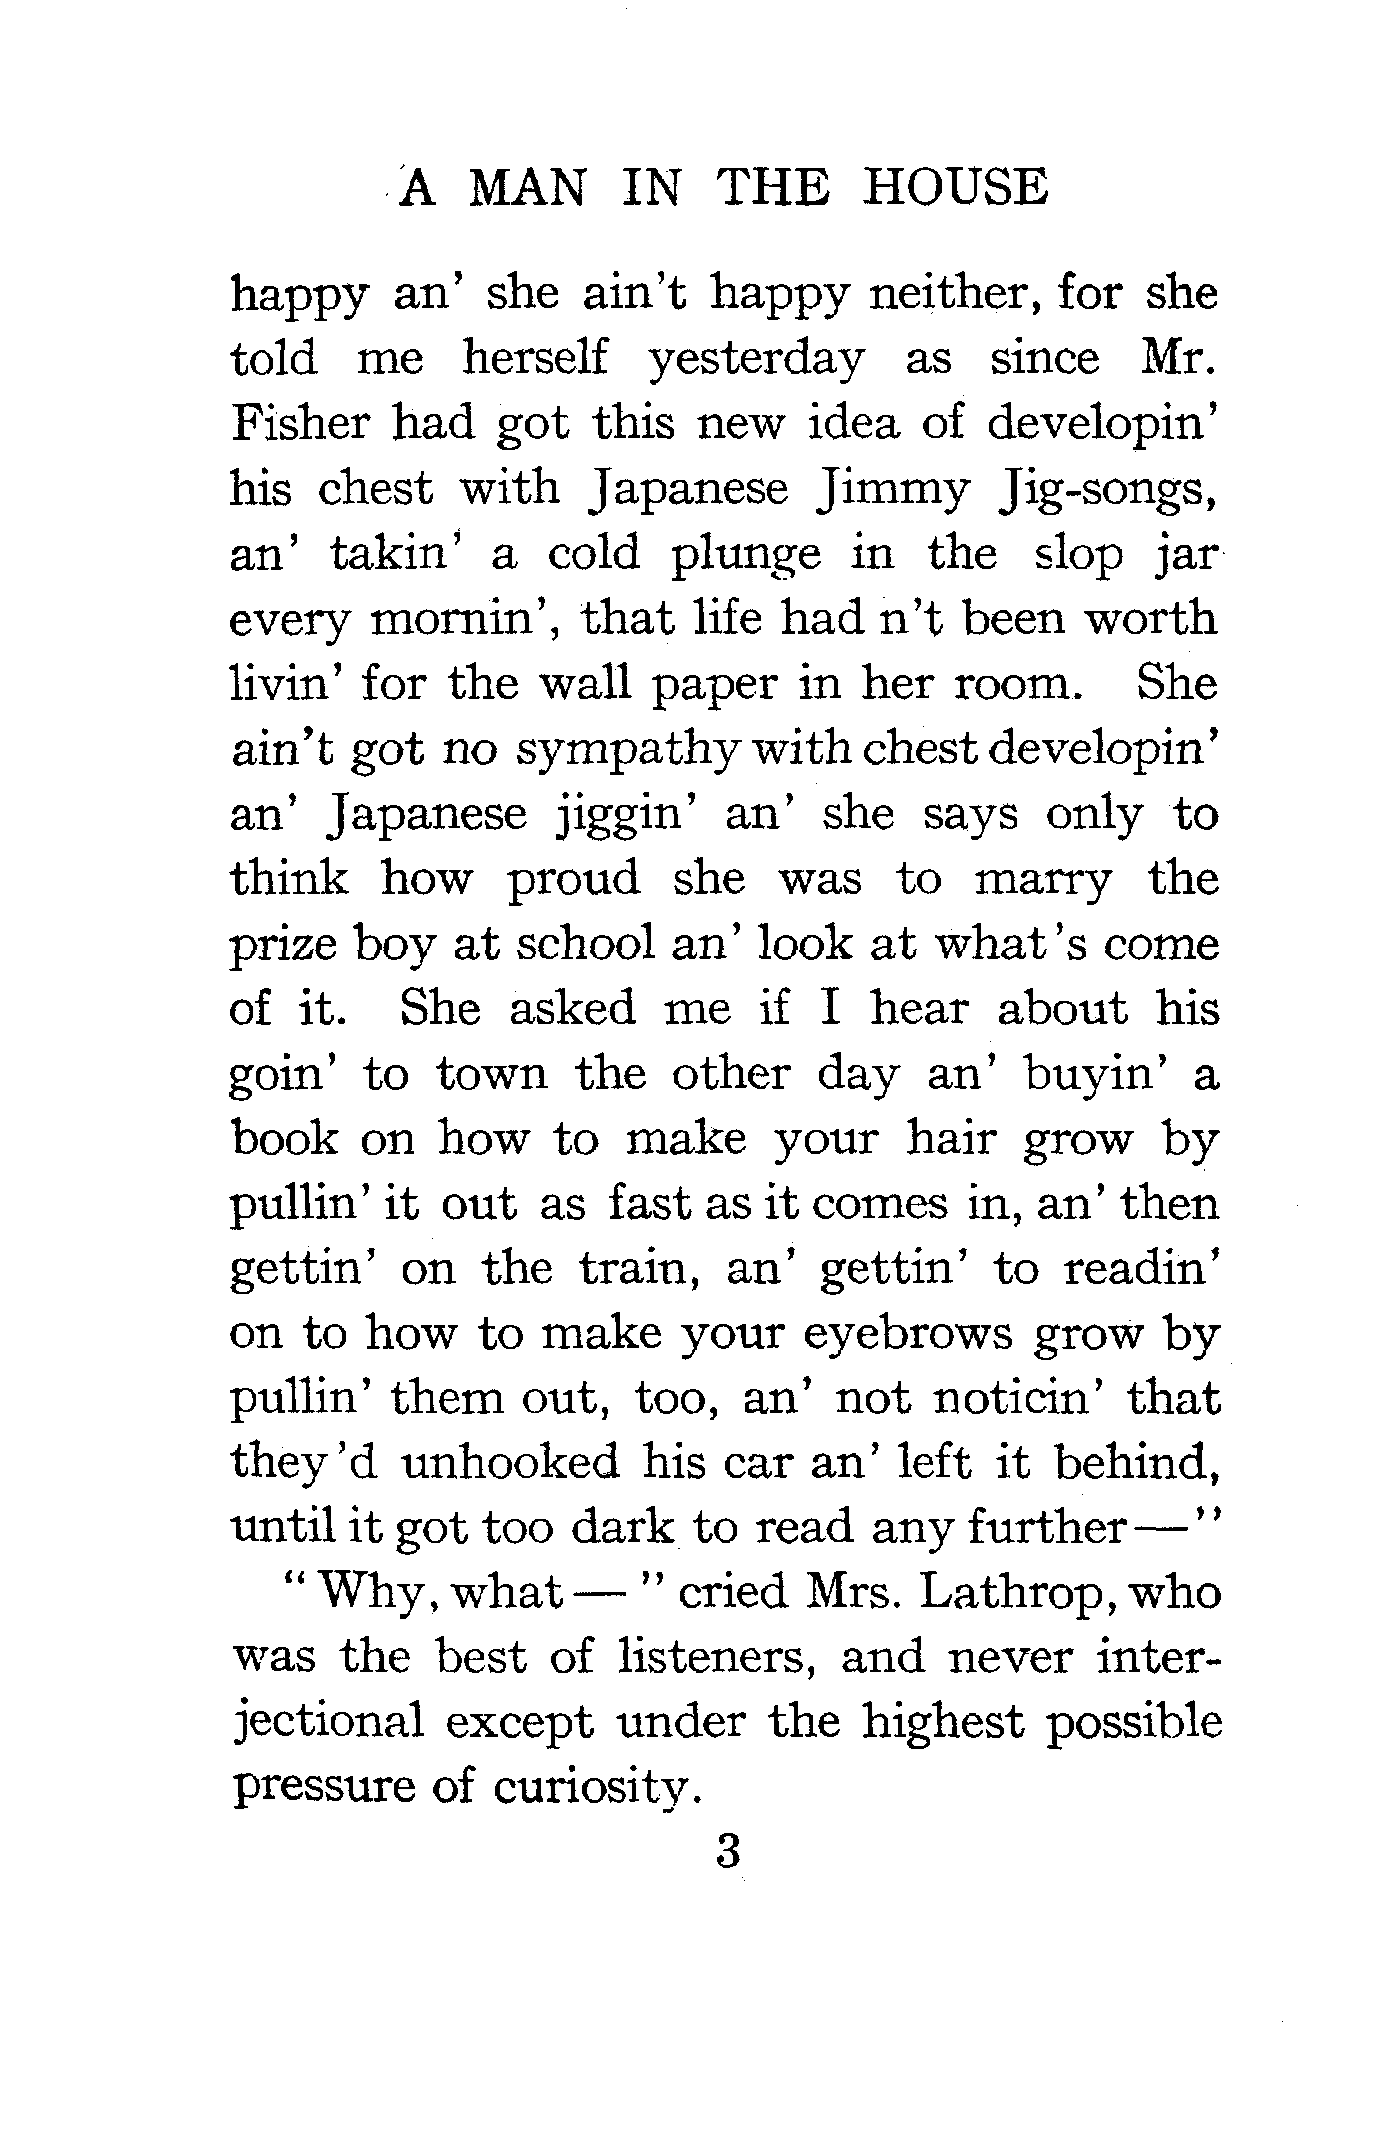 A MAN IN THE HOUSE
happy an' she ain't happy neither, for she
told me herself yesterday as since Mr.
Fisher had got this new idea of developin'
his chest with Japanese Jimmy Jig-songs,
an' takin' a cold plunge in the slop jar
every mornin', that life had n't been worth
livin' for the wall paper in her room. She
ain't got no sympathy with chest developin'
an' Japanese jiggin' an' she says only to
think how proud she was to marry the
prize boy at school an' look at what 's come
of it. She asked me if I hear about his
goin' to town the other day an' buyin' a
book on how to make your hair grow by
pullin' it out as fast as it comes in, an' then
gettin' on the train, an' gettin' to readin'
on to how to make your eyebrows grow by
pullin' them out, too, an' not noticin' that
they 'd unhooked his car an' left it behind,
until it got too dark to read any further—"
" Why, what — " cried Mrs. Lathrop, who
was the best of listeners, and never inter-
jectional except under the highest possible
pressure of curiosity.
3